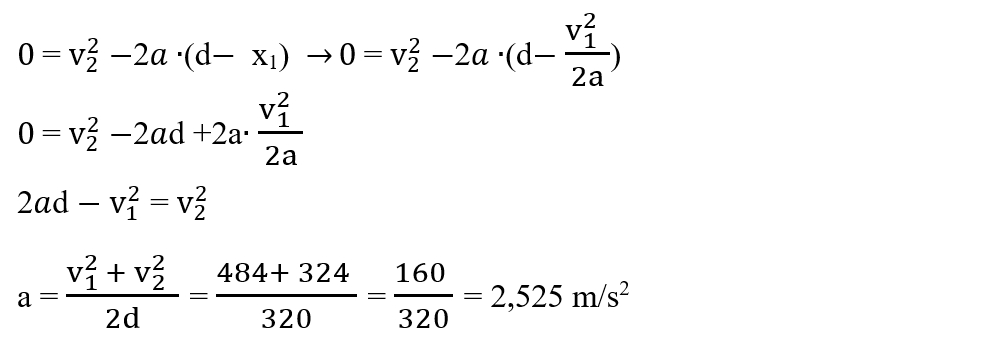 0 = v₂² −2a ·(d− x₁) → 0 = v₂² −2a ·(d− v₁²/2a)
0 = v₂² −2ad +2a· v₁²/2a
2ad − v₁² = v₂²
a = (v₁² + v₂²)/2d = (484+ 324)/320 = 160/320 = 2,525 m/s²